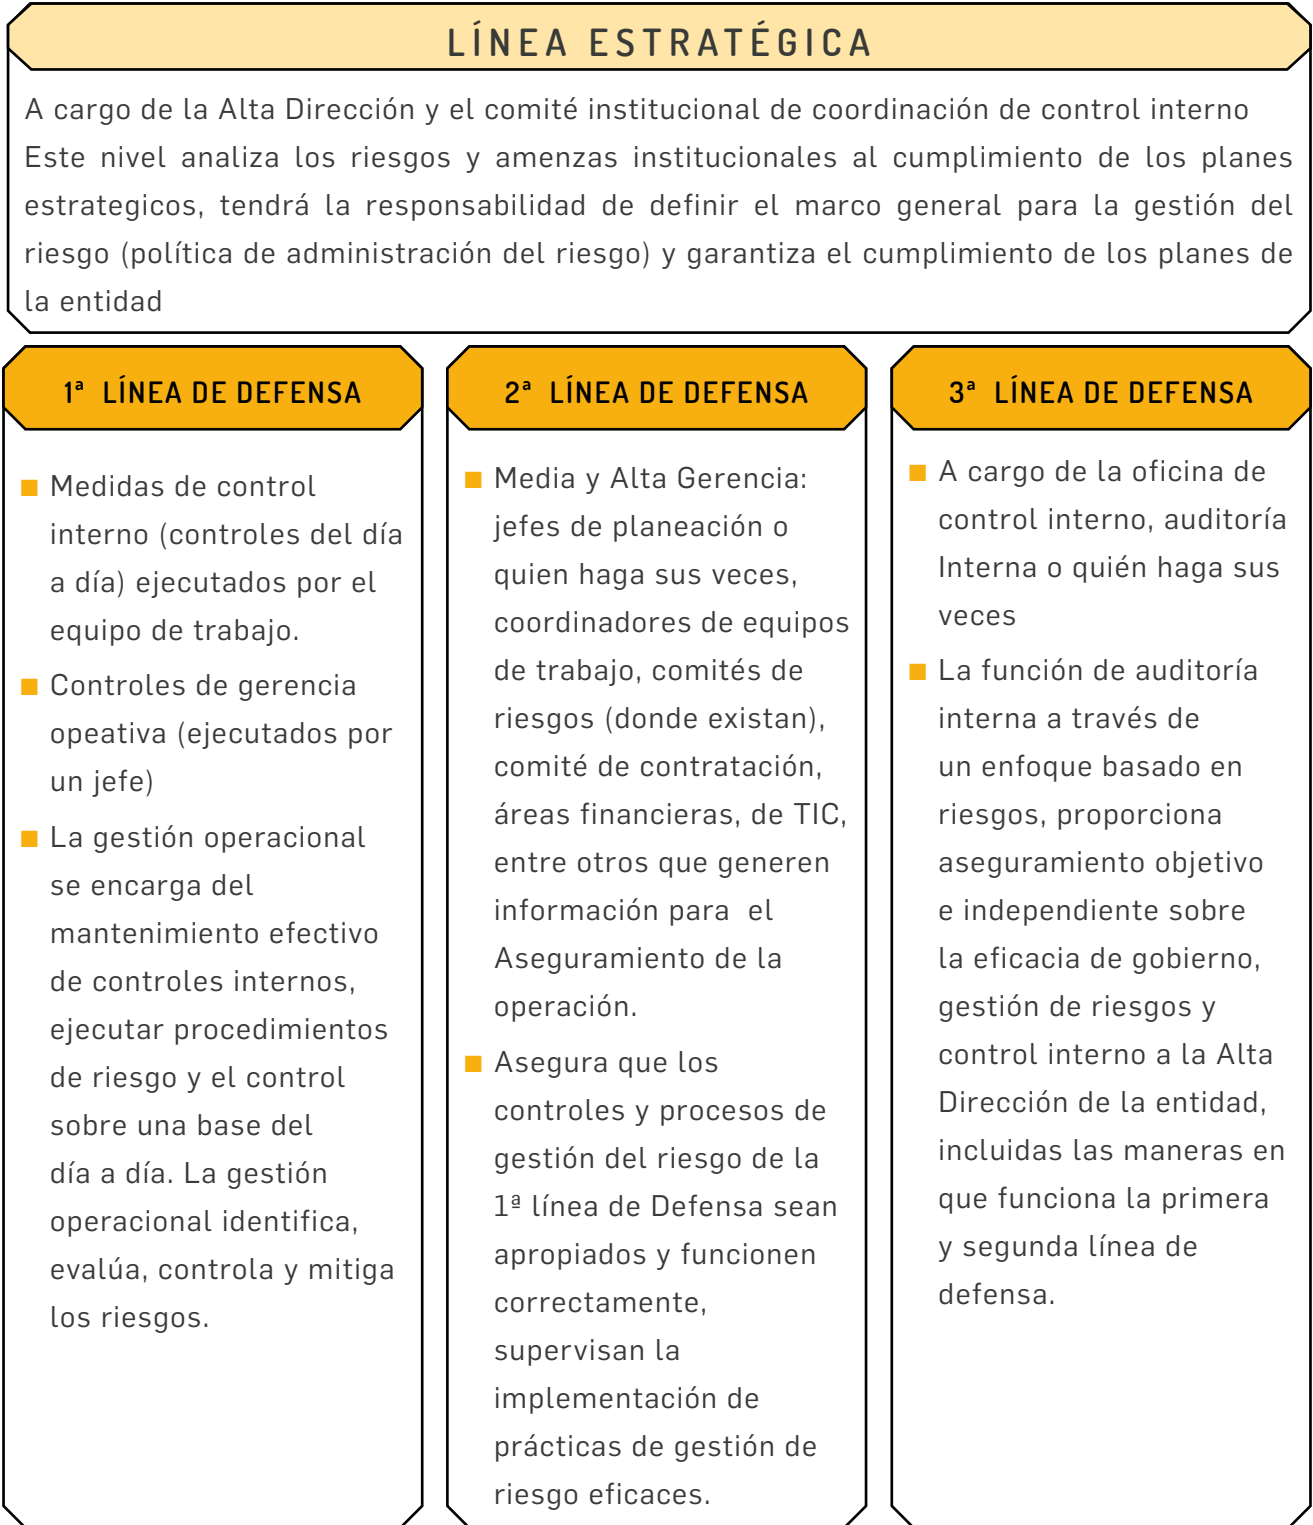 LÍNEA ESTRATÉGICA
A cargo de la Alta Dirección y el comité institucional de coordinación de control interno
Este nivel analiza los riesgos y amenzas institucionales al cumplimiento de los planes
estrategicos, tendrá la responsabilidad de definir el marco general para la gestión del
riesgo (política de administración del riesgo) y garantiza el cumplimiento de los planes de
la entidad
1ª LÍNEA DE DEFENSA
Medidas de control
interno (controles del día
a día) ejecutados por el
equipo de trabajo.
Controles de gerencia
opeativa (ejecutados por
un jefe)
La gestión operacional
se encarga del
mantenimiento efectivo
de controles internos,
ejecutar procedimientos
de riesgo y el control
sobre una base del
día a día. La gestión
operacional identifica,
evalúa, controla y mitiga
los riesgos.
2ª LÍNEA DE DEFENSA
Media y Alta Gerencia:
jefes de planeación o
quien haga sus veces,
coordinadores de equipos
de trabajo, comités de
riesgos (donde existan),
comité de contratación,
áreas financieras, de TIC,
entre otros que generen
información para el
Aseguramiento de la
operación.
Asegura que los
controles y procesos de
gestión del riesgo de la
1ª línea de Defensa sean
apropiados y funcionen
correctamente,
supervisan la
implementación de
prácticas de gestión de
riesgo eficaces.
3ª LÍNEA DE DEFENSA
A cargo de la oficina de
control interno, auditoría
Interna o quién haga sus
veces
La función de auditoría
interna a través de
un enfoque basado en
riesgos, proporciona
aseguramiento objetivo
e independiente sobre
la eficacia de gobierno,
gestión de riesgos y
control interno a la Alta
Dirección de la entidad,
incluidas las maneras en
que funciona la primera
y segunda línea de
defensa.